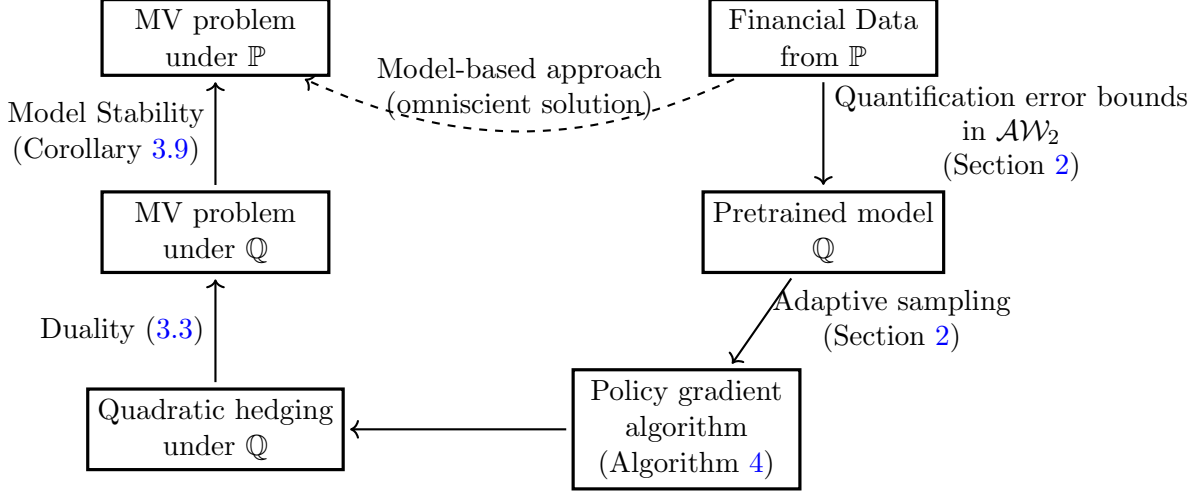 MV problem
under ℙ
Financial Data
from ℙ
Model-based approach
(omniscient solution)
Model Stability
(Corollary 3.9)
Quantification error bounds
in 𝒜𝒲₂
(Section 2)
MV problem
under ℚ
Pretrained model
ℚ
Adaptive sampling
(Section 2)
Duality (3.3)
Quadratic hedging
under ℚ
Policy gradient
algorithm
(Algorithm 4)